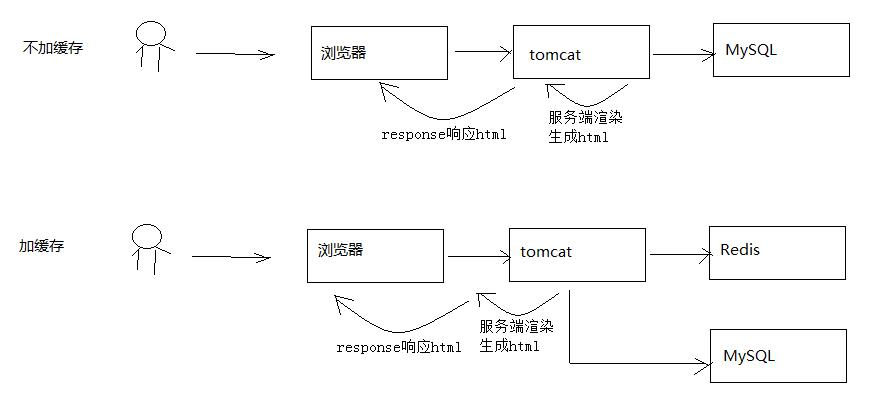 不加缓存
浏览器
tomcat
MySQL
response响应html
服务端渲染
生成html
加缓存
浏览器
tomcat
Redis
response响应html
服务端渲染
生成html
MySQL